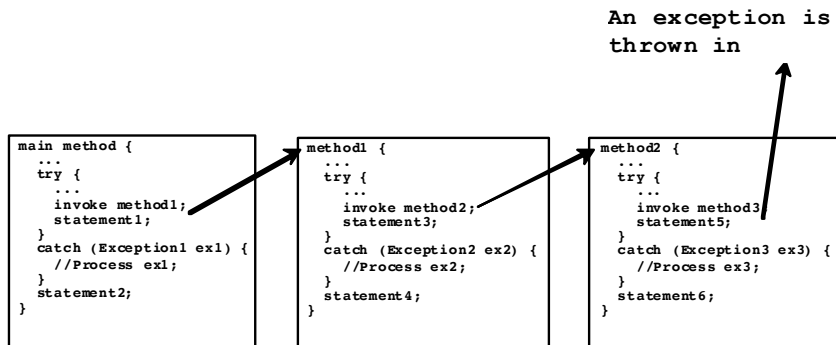 An exception is
thrown in
main method {
...
try {
...
invoke method1;
statement1;
}
catch (Exception1 ex1) {
//Process ex1;
}
statement2;
}
method1 {
...
try {
...
invoke method2;
statement3;
}
catch (Exception2 ex2) {
//Process ex2;
}
statement4;
}
method2 {
...
try {
...
invoke method3;
statement5;
}
catch (Exception3 ex3) {
//Process ex3;
}
statement6;
}